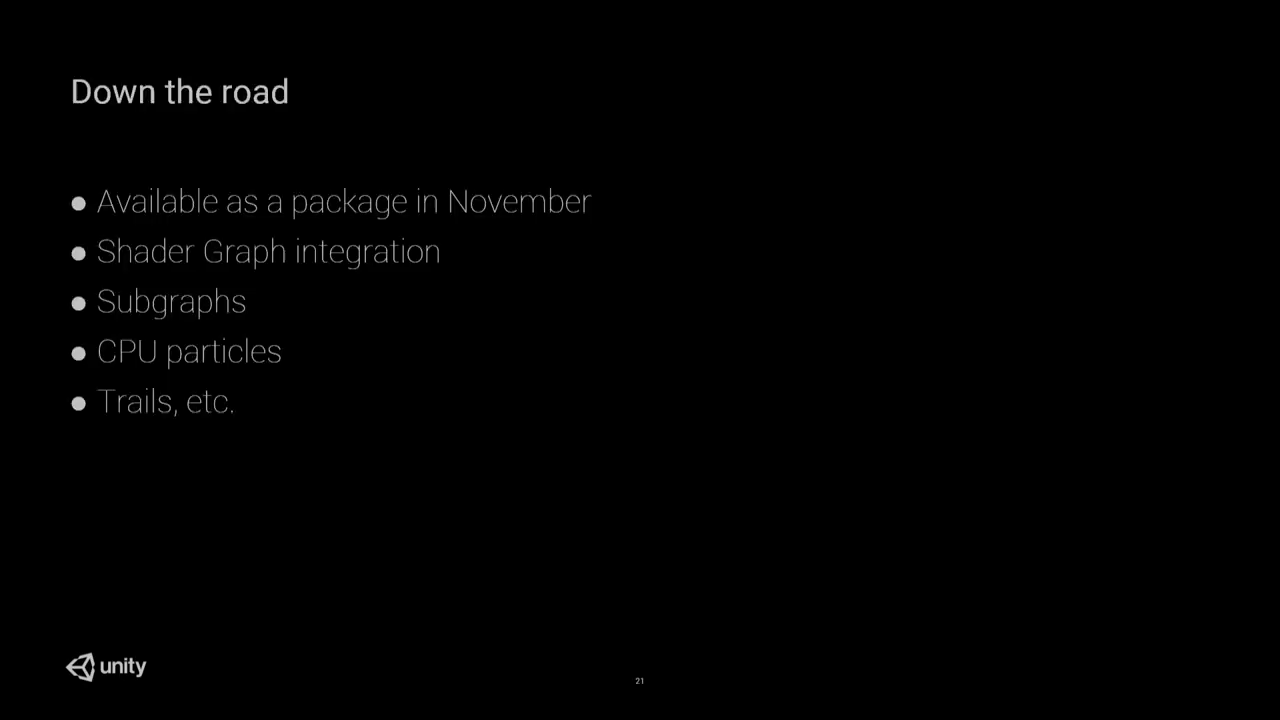 Down the road
● Available as a package in November
● Shader Graph integration
● Subgraphs
● CPU particles
● Trails, etc.
unity
21